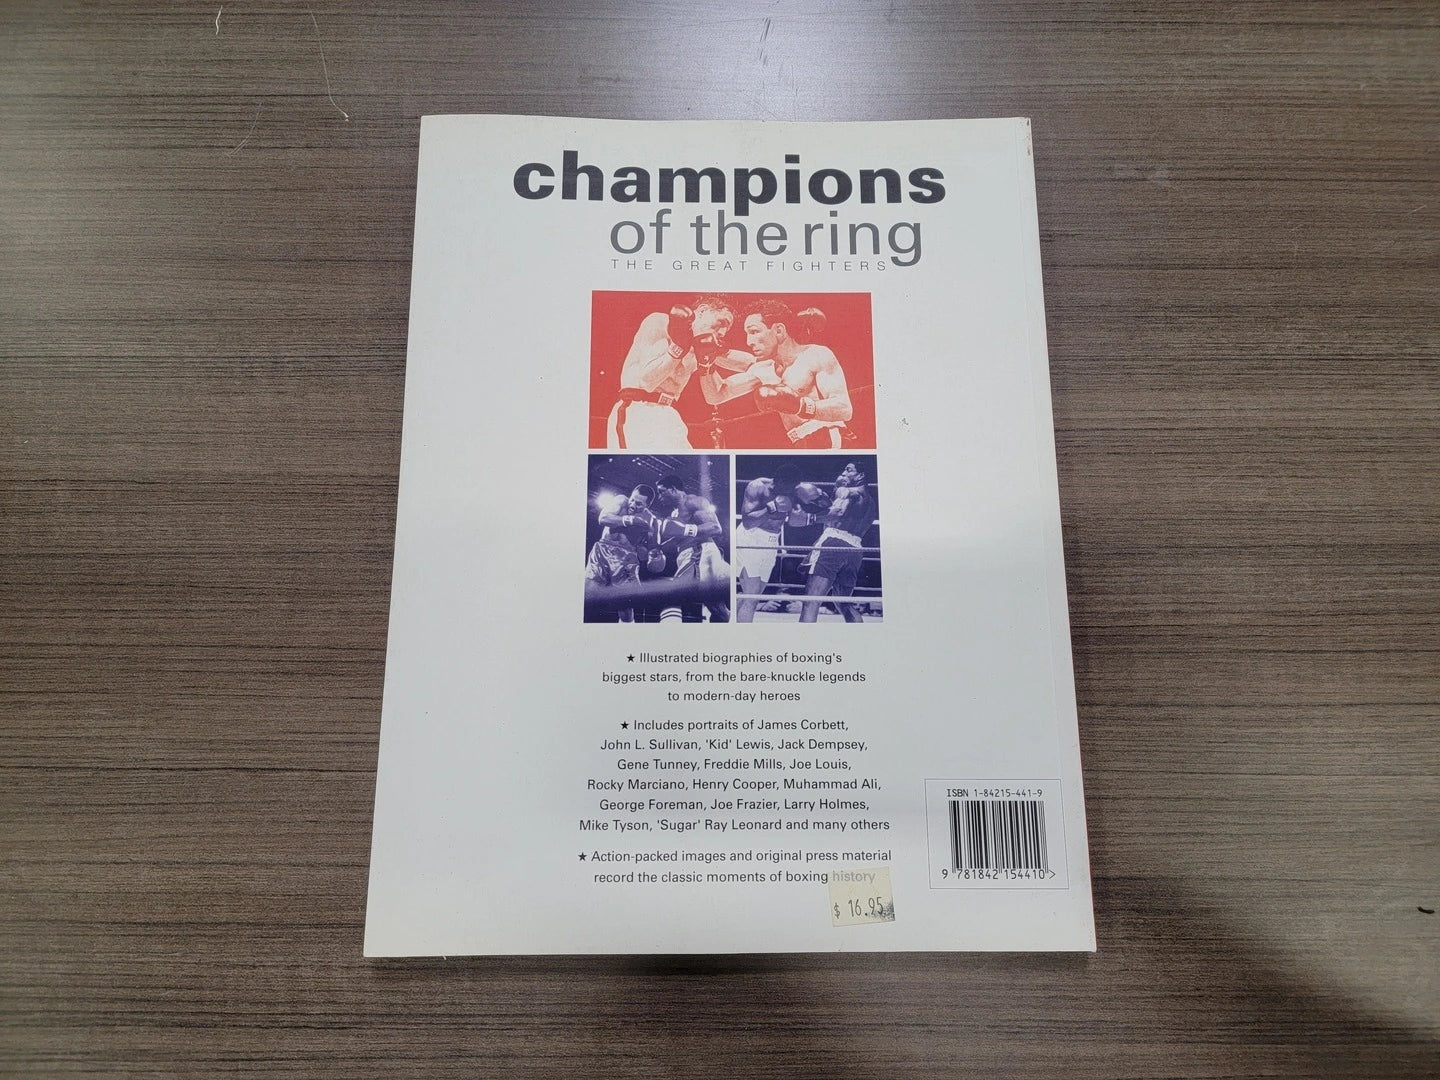 champions
of the ring
THE GREAT FIGHTERS
★ Illustrated biographies of boxing's
biggest stars, from the bare-knuckle legends
to modern-day heroes
★ Includes portraits of James Corbett,
John L. Sullivan, 'Kid' Lewis, Jack Dempsey,
Gene Tunney, Freddie Mills, Joe Louis,
Rocky Marciano, Henry Cooper, Muhammad Ali,
George Foreman, Joe Frazier, Larry Holmes,
Mike Tyson, 'Sugar' Ray Leonard and many others
★ Action-packed images and original press material
record the classic moments of boxing history
$ 16.95
ISBN 1-84215-441-9
9 781842 154410 >